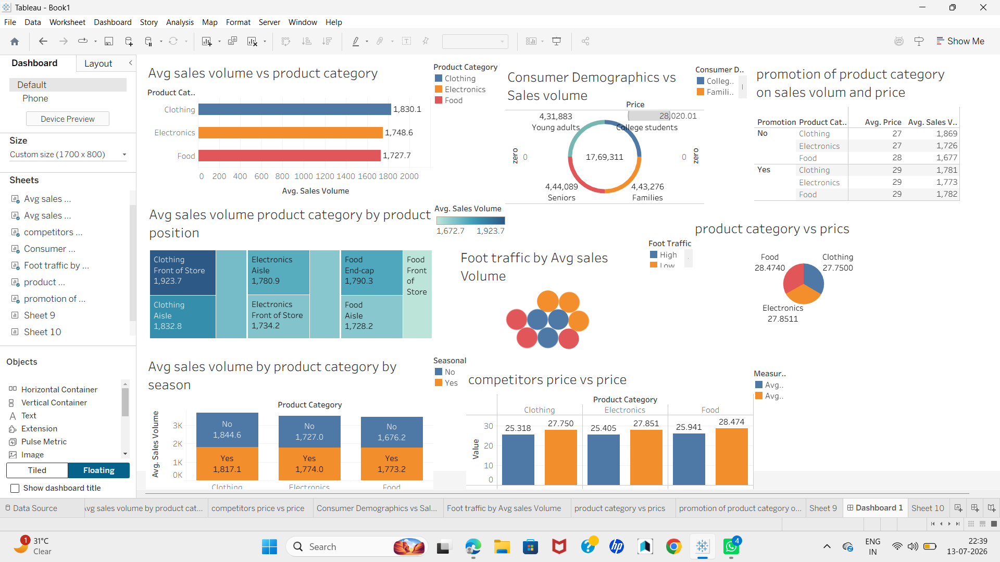 Tableau - Book1
File Data Worksheet Dashboard Story Analysis Map Format Server Window Help
Show Me
Dashboard Layout
Default
Phone
Device Preview
Size
Custom size (1700 x 800)
Sheets
Avg sales ...
Avg sales ...
competitors ...
Consumer ...
Foot traffic by ...
product ...
promotion of ...
Sheet 9
Sheet 10
Objects
Horizontal Container
Vertical Container
Text
Extension
Pulse Metric
Image
Tiled Floating
Show dashboard title
Avg sales volume vs product category
Product Cat..
Clothing 1,830.1
Electronics 1,748.6
Food 1,727.7
0 200 400 600 800 1000 1200 1400 1600 1800 2000
Avg. Sales Volume
Product Category
Clothing
Electronics
Food
Consumer Demographics vs
Sales volume
Price
28,020.01
4,31,883
Young adults
College students
zero 0
17,69,311
0 zero
4,44,089
Seniors
4,43,276
Families
Consumer D..
Colleg..
Famili..
promotion of product category
on sales volum and price
Promotion Product Cat.. Avg. Price Avg. Sales V..
No Clothing 27 1,869
Electronics 27 1,726
Food 28 1,677
Yes Clothing 29 1,781
Electronics 29 1,773
Food 29 1,782
Avg sales volume product category by product
position
Clothing
Front of Store
1,923.7
Clothing
Aisle
1,832.8
Electronics
Aisle
1,780.9
Electronics
Front of Store
1,734.2
Food
End-cap
1,790.3
Food
Aisle
1,728.2
Food
Front
of
Store
Avg. Sales Volume
1,672.7 1,923.7
Foot traffic by Avg sales
Volume
Foot Traffic
High
Low
product category vs prics
Food
28.4740
Clothing
27.7500
Electronics
27.8511
Avg sales volume by product category by
season
Product Category
Avg. Sales Volume
3K
2K
1K
0K
No
1,844.6
Yes
1,817.1
No
1,727.0
Yes
1,774.0
No
1,676.2
Yes
1,773.2
Clothing Electronics Food
Seasonal
No
Yes
competitors price vs price
Product Category
Clothing Electronics Food
Value
30
20
10
0
25.318 27.750 25.405 27.851 25.941 28.474
Measur..
Avg..
Avg..
Data Source
Avg sales volume by product cat... competitors price vs price Consumer Demographics vs Sal... Foot traffic by Avg sales Volume product category vs prics promotion of product category o... Sheet 9 Dashboard 1 Sheet 10
1
31°C
Clear
Search
hp
4
ENG
IN
22:39
13-07-2026